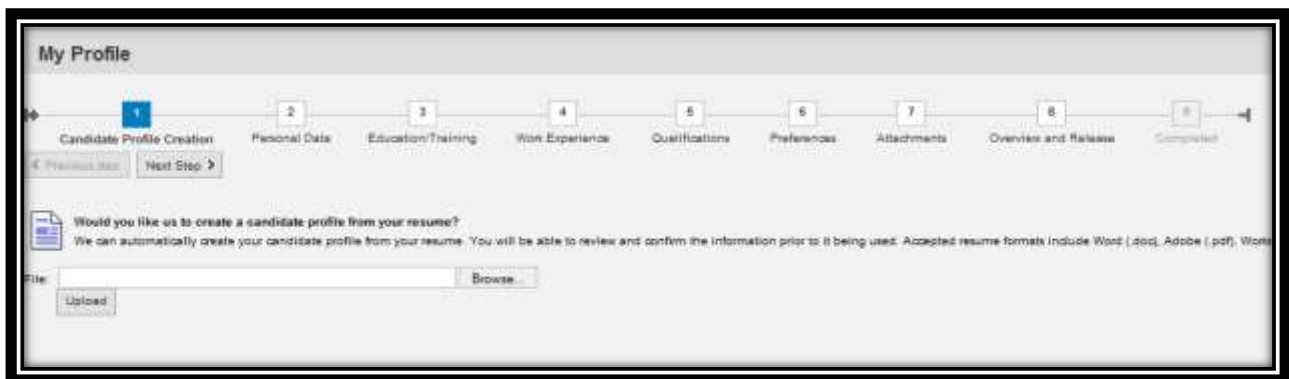 My Profile
1 2 3 4 5 6 7 8 9
Candidate Profile Creation Personal Data Education/Training Work Experience Qualifications Preferences Attachments Overview and Release Completed
Previous Step Next Step
Would you like us to create a candidate profile from your resume?
We can automatically create your candidate profile from your resume. You will be able to review and confirm the information prior to it being used. Accepted resume formats include Word (.doc), Adobe (.pdf),
File: Browse...
Upload